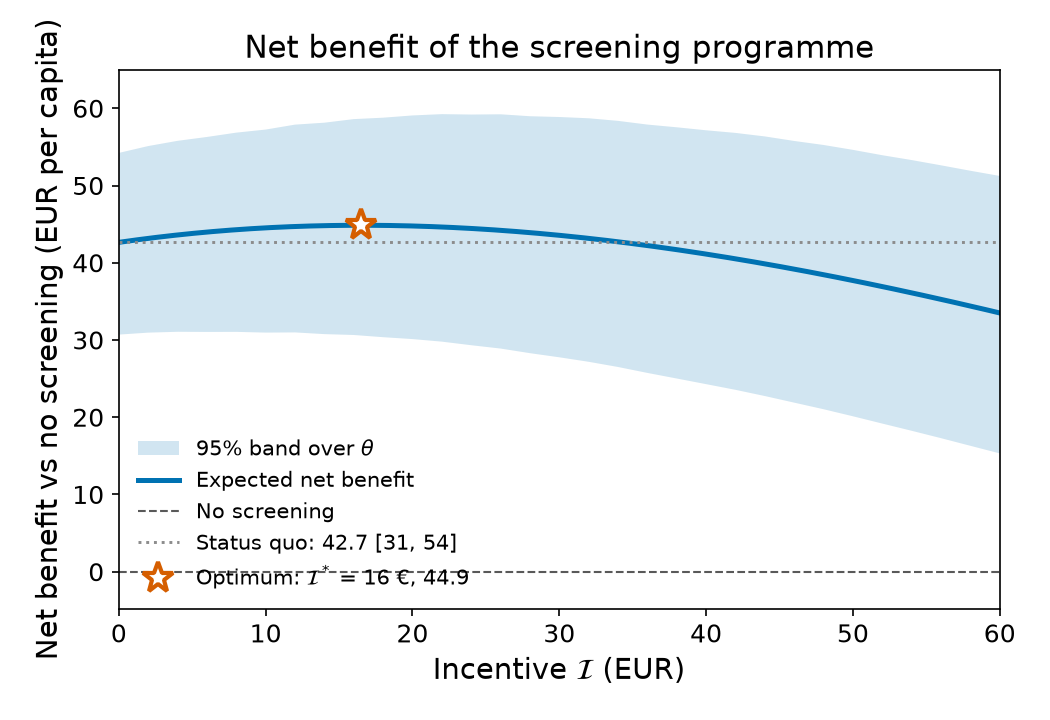 Net benefit of the screening programme
Net benefit vs no screening (EUR per capita)
60
50
40
30
20
10
0
95% band over θ
Expected net benefit
No screening
Status quo: 42.7 [31, 54]
Optimum: 𝓘* = 16 €, 44.9
0 10 20 30 40 50 60
Incentive 𝓘 (EUR)